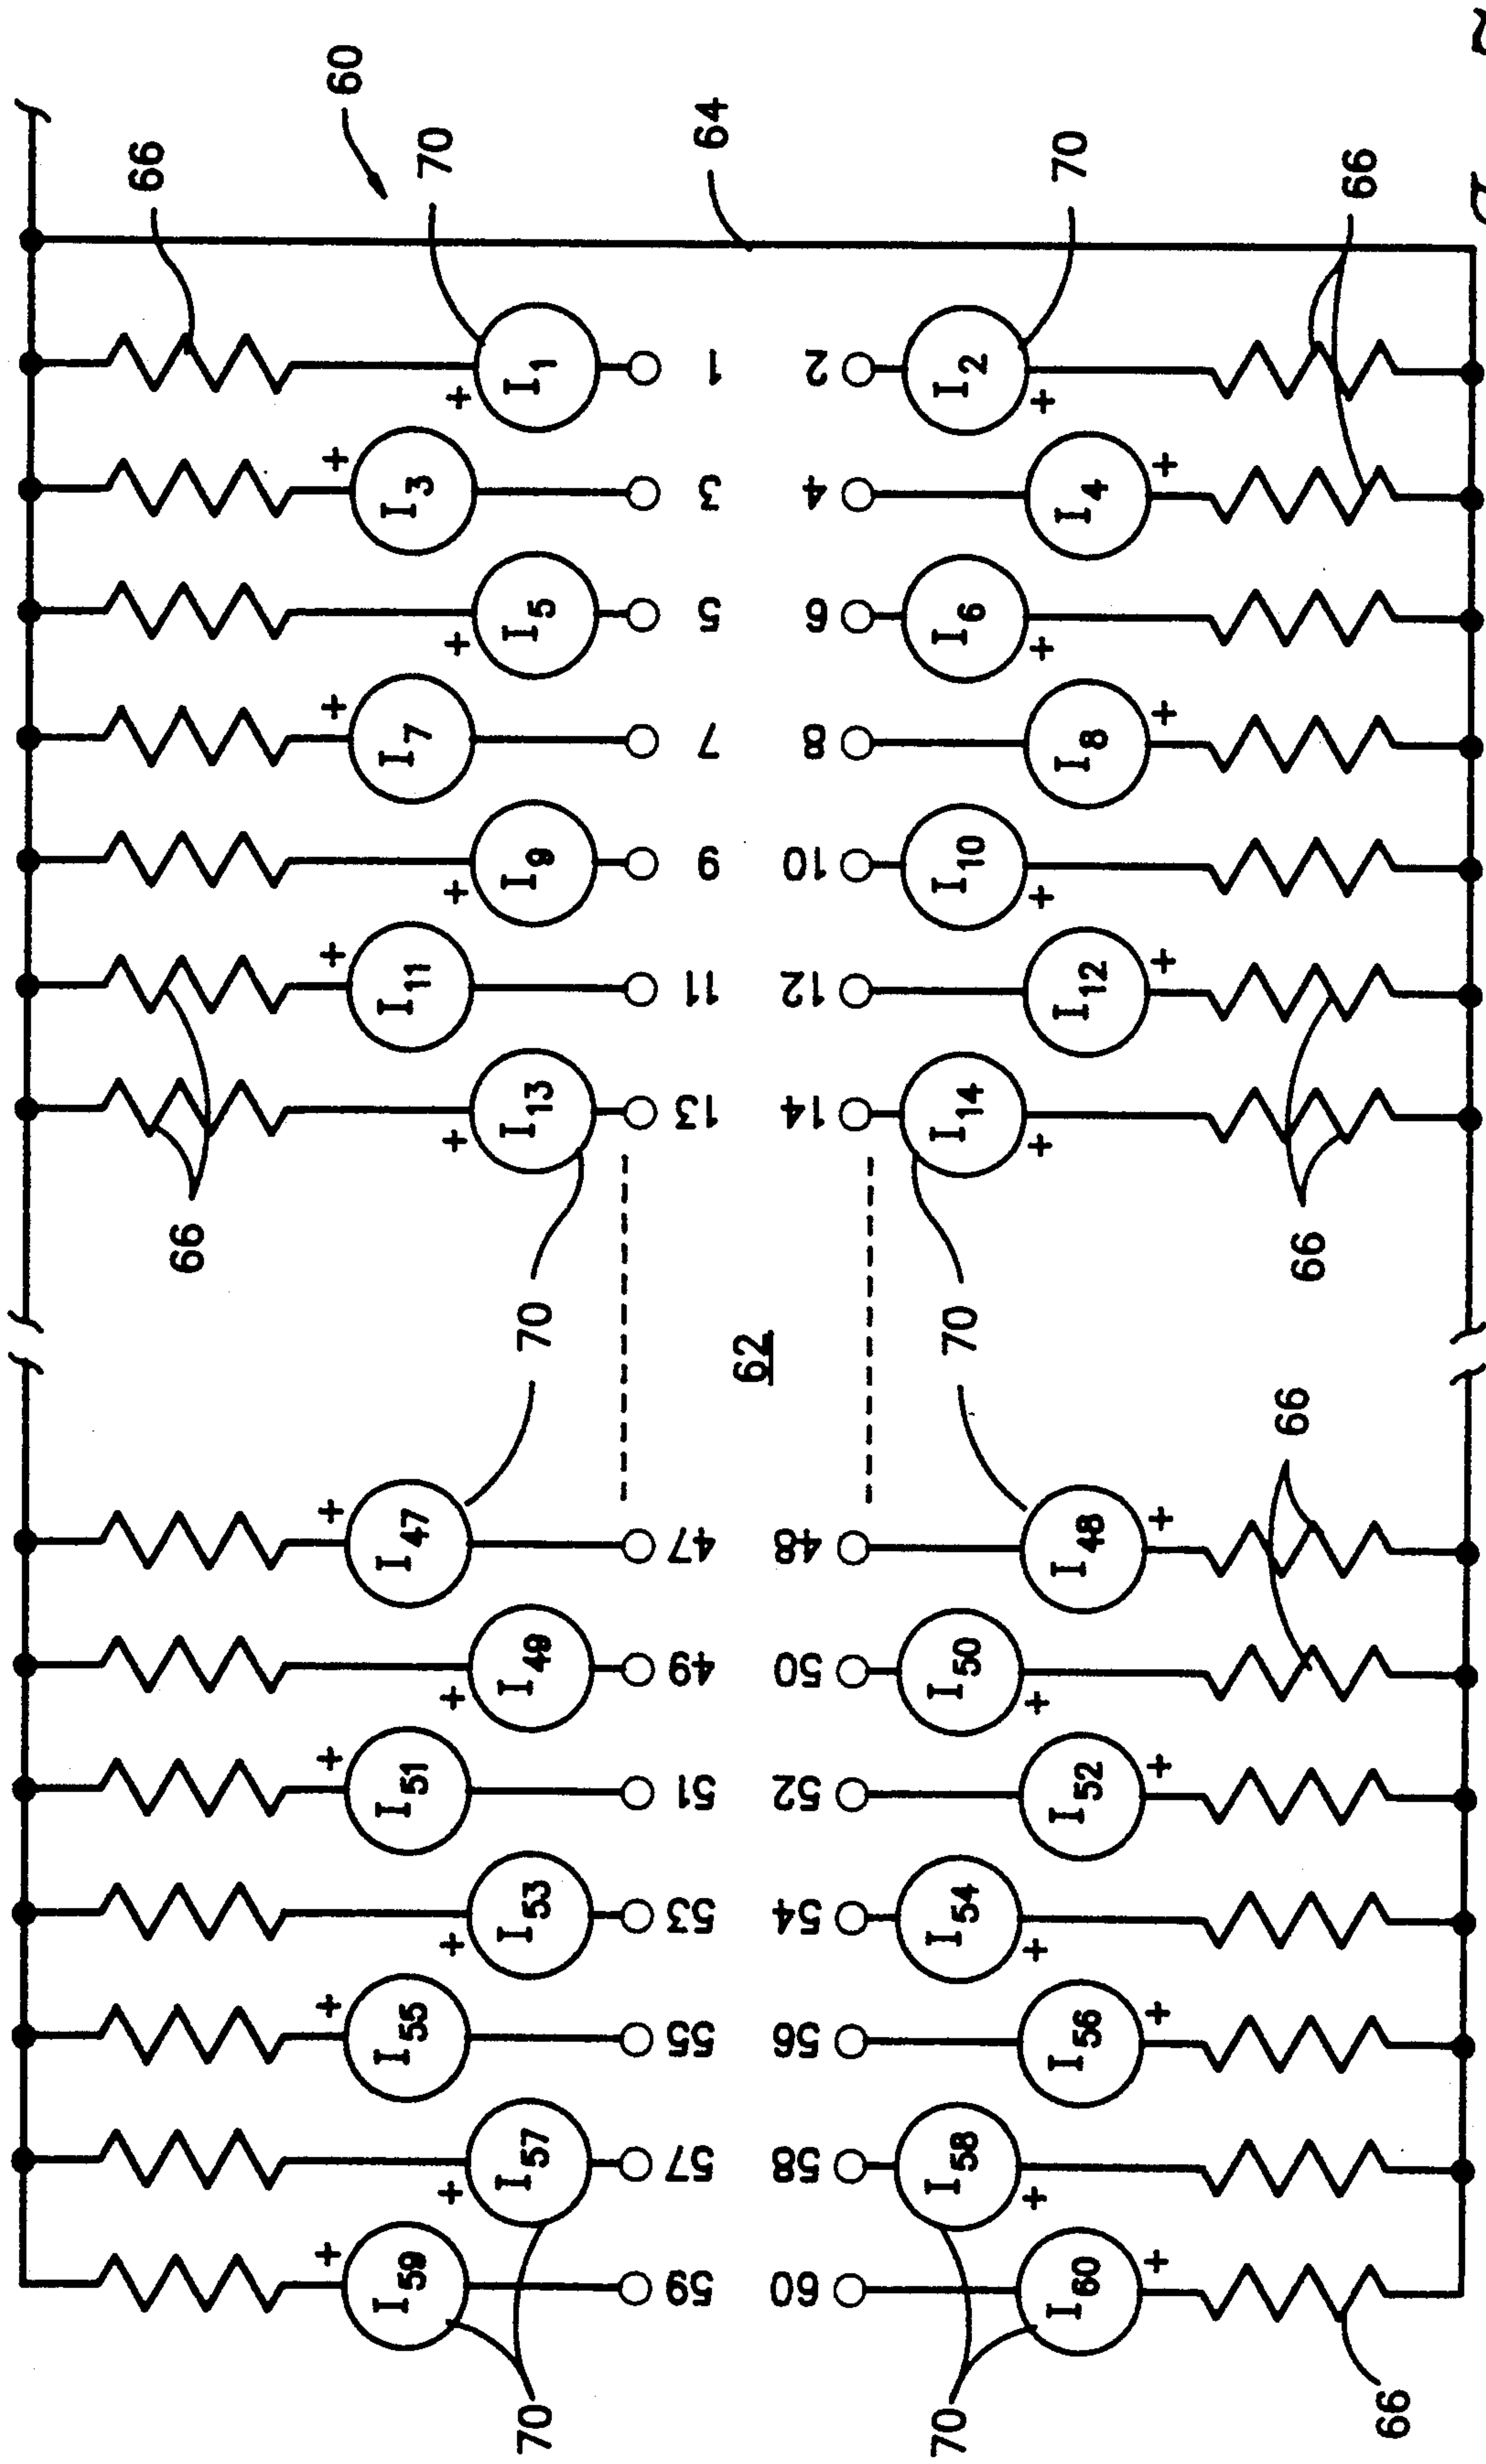 66 70 70
I60 + 60 59 I59 +
+ I58 58 57 I57 +
I56 + 56 55 I55 +
+ I54 54 53 I53 +
I52 + 52 51 I51 +
+ I50 50 49 I49 +
I48 + 48 47 I47 +
66
70 62 70
66 66
+ I14 14 13 I13 +
I12 + 12 11 I11 +
+ I10 10 9 I9 +
I8 + 8 7 I7 +
+ I6 6 5 I5 +
I4 + 4 3 I3 +
+ I2 2 1 I1 +
66 70 64 70 66
60